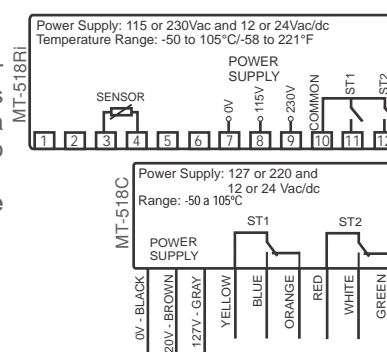 Power Supply: 115 or 230Vac and 12 or 24Vac/dc
Temperature Range: -50 to 105°C/-58 to 221°F
MT-518Ri
SENSOR
POWER
SUPPLY
0V
115V
230V
COMMON
ST1
ST2
1 2 3 4 5 6 7 8 9 10 11 12
MT-518C
Power Supply: 127 or 220 and
12 or 24 Vac/dc
Range: -50 a 105°C
POWER
SUPPLY
ST1
ST2
0V - BLACK
20V - BROWN
127V - GRAY
YELLOW
BLUE
ORANGE
RED
WHITE
GREEN